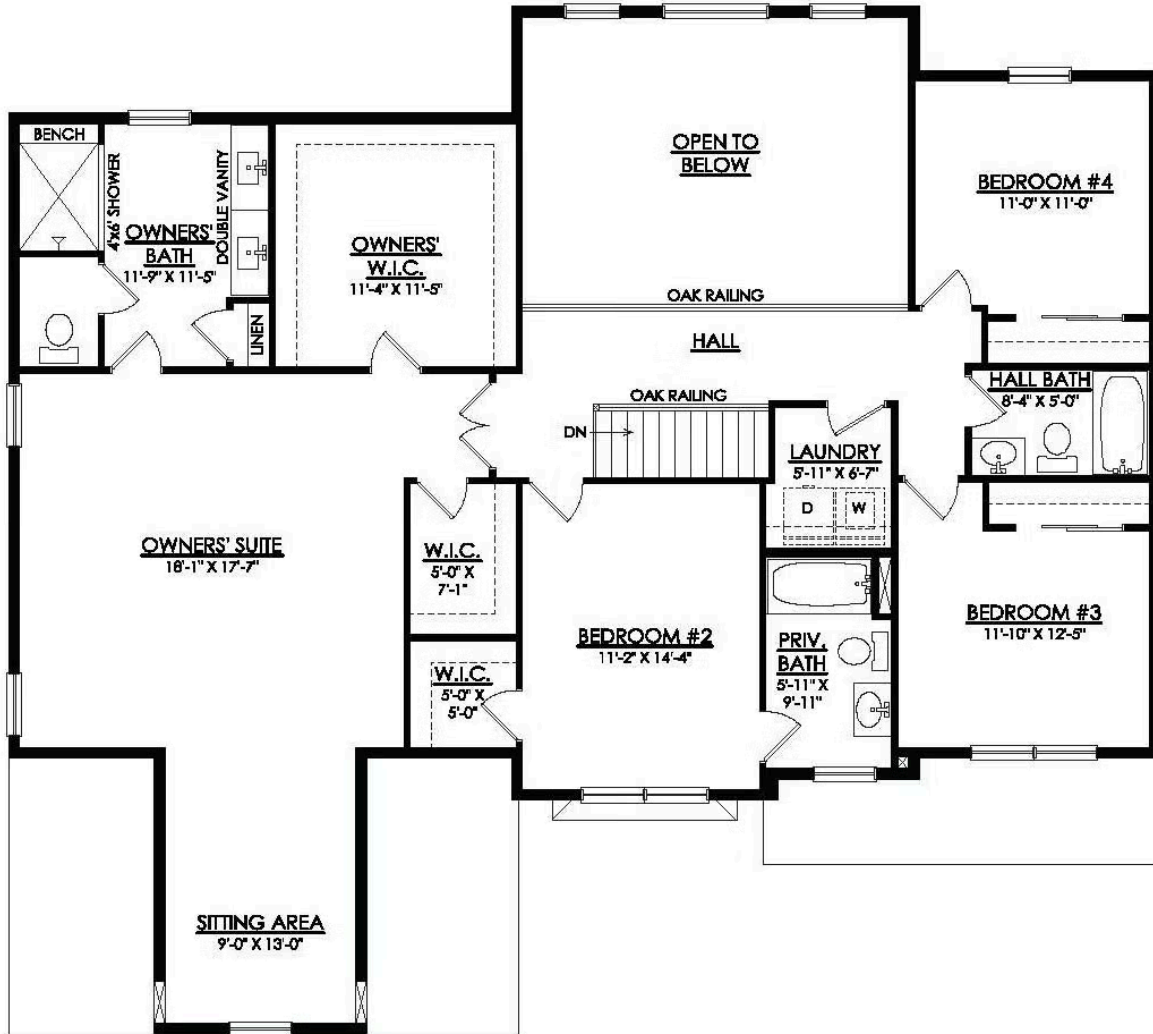 BENCH
4'x6' SHOWER
DOUBLE VANITY
OWNERS'
BATH
11'-9" X 11'-5"
LINEN
OWNERS'
W.I.C.
11'-4" X 11'-5"
OPEN TO
BELOW
OAK RAILING
BEDROOM #4
11'-0" X 11'-0"
HALL
OAK RAILING
DN
HALL BATH
8'-4" X 5'-0"
LAUNDRY
5'-11" X 6'-7"
D
W
OWNERS' SUITE
18'-1" X 17'-7"
W.I.C.
5'-0" X
7'-1"
W.I.C.
5'-0" X
5'-0"
BEDROOM #2
11'-2" X 14'-4"
PRIV.
BATH
5'-11" X
9'-11"
BEDROOM #3
11'-10" X 12'-5"
SITTING AREA
9'-0" X 13'-0"